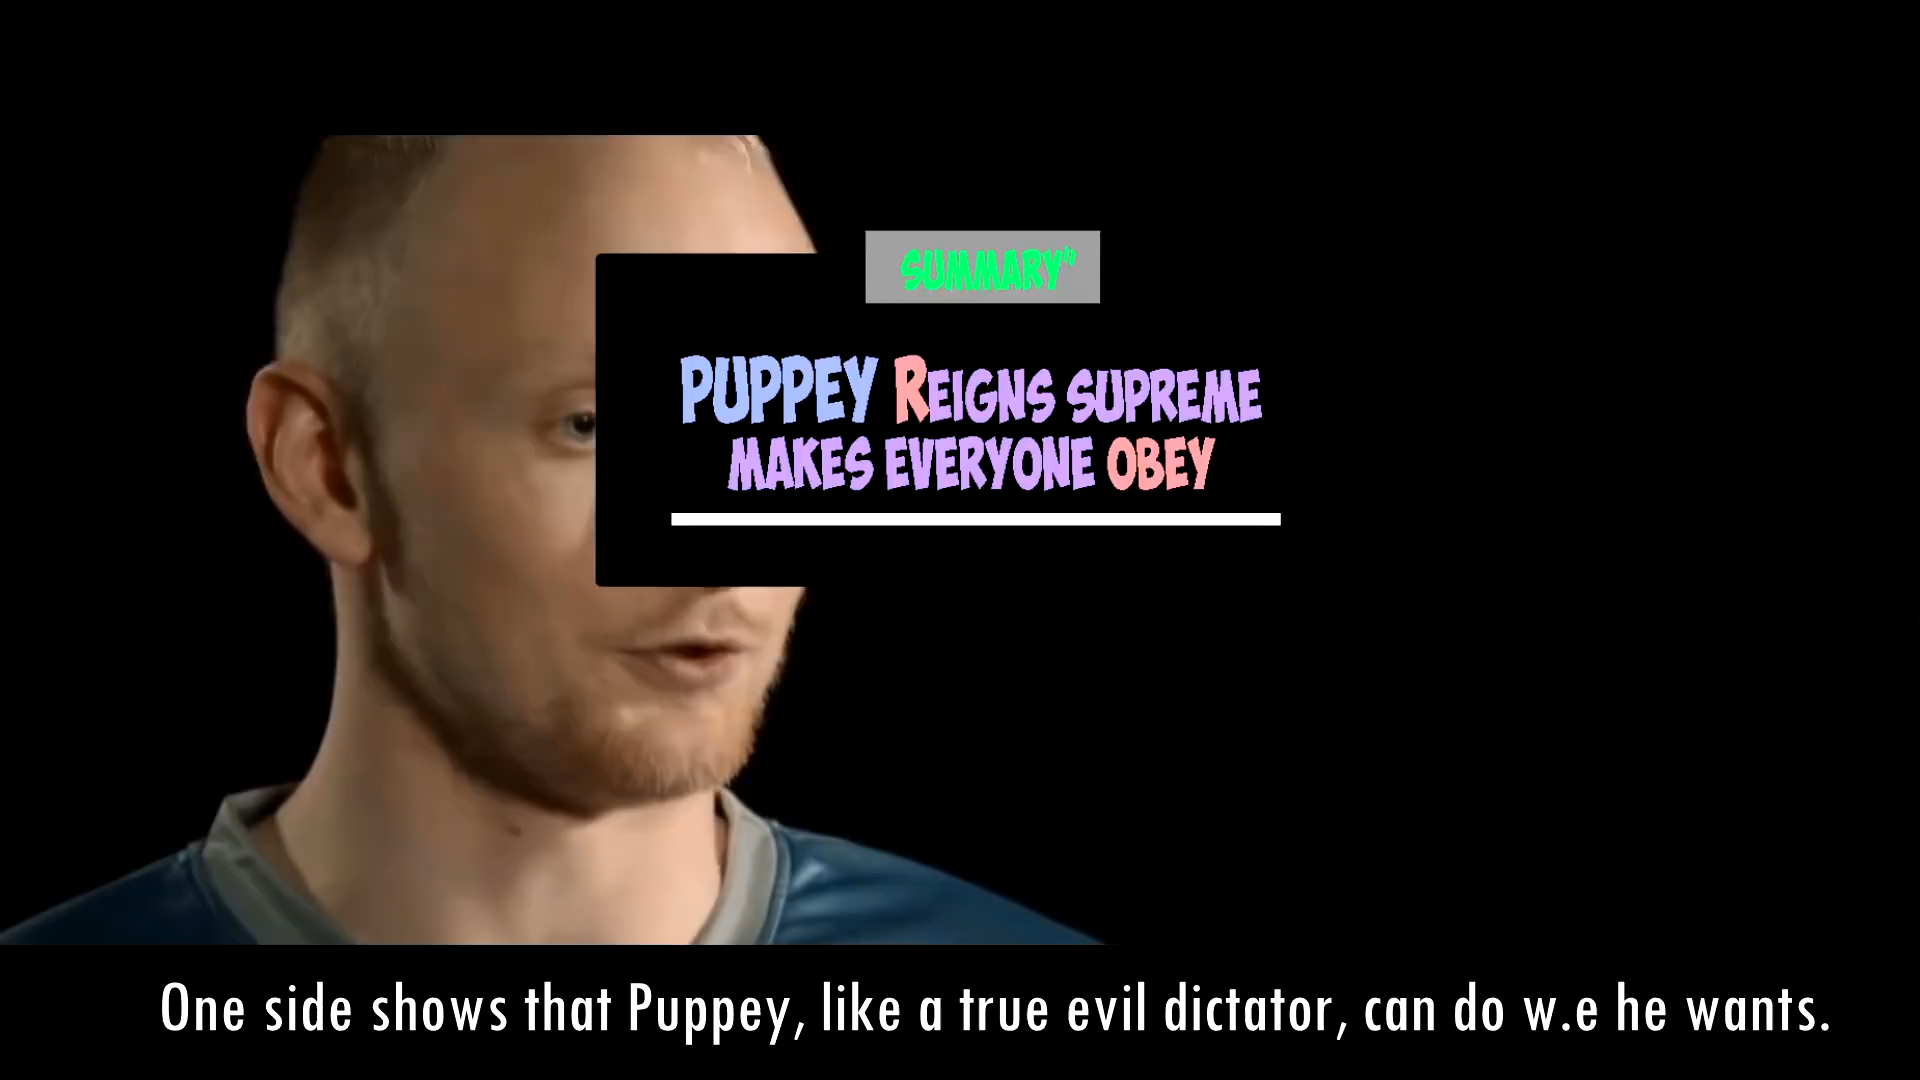 SUMMARY"
PUPPEY REIGNS SUPREME
MAKES EVERYONE OBEY
One side shows that Puppey, like a true evil dictator, can do w.e he wants.